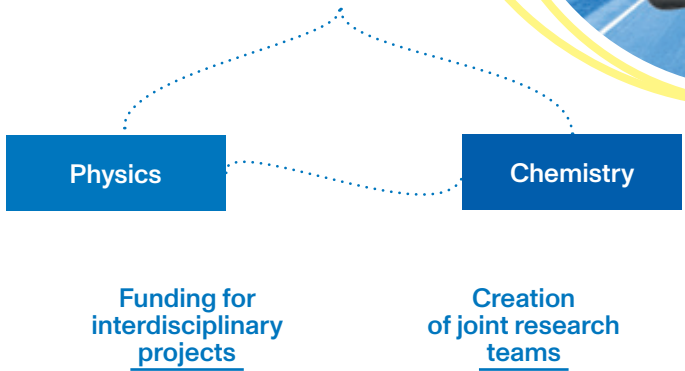 Physics
Chemistry
Funding for
interdisciplinary
projects
Creation
of joint research
teams